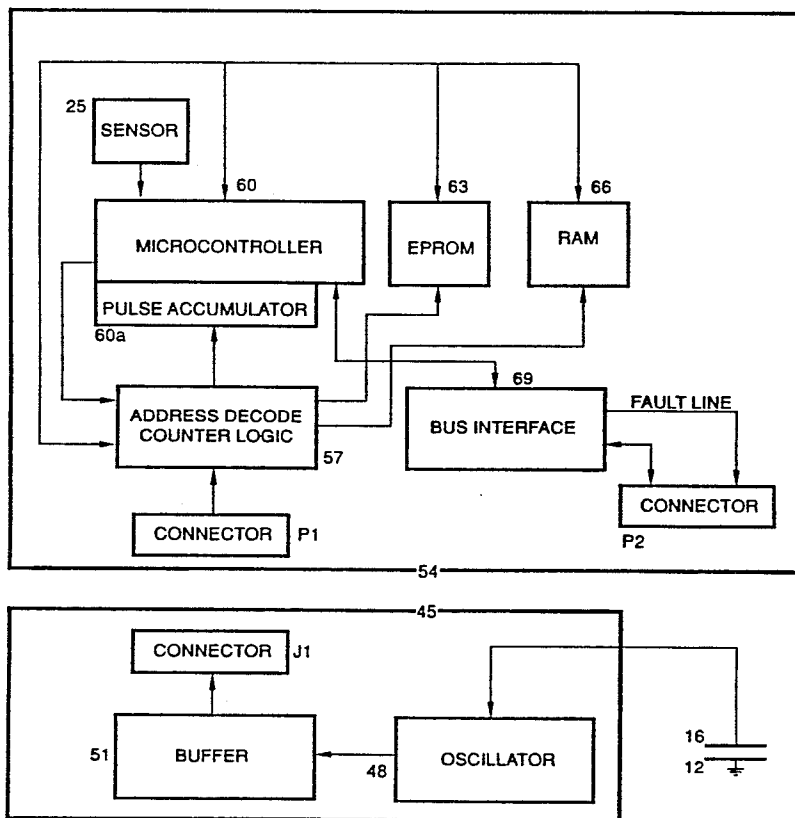 25
SENSOR
60
63
66
MICROCONTROLLER
EPROM
RAM
PULSE ACCUMULATOR
60a
69
ADDRESS DECODE
COUNTER LOGIC
57
BUS INTERFACE
FAULT LINE
CONNECTOR
P1
CONNECTOR
P2
54
45
CONNECTOR
J1
51
BUFFER
48
OSCILLATOR
16
12